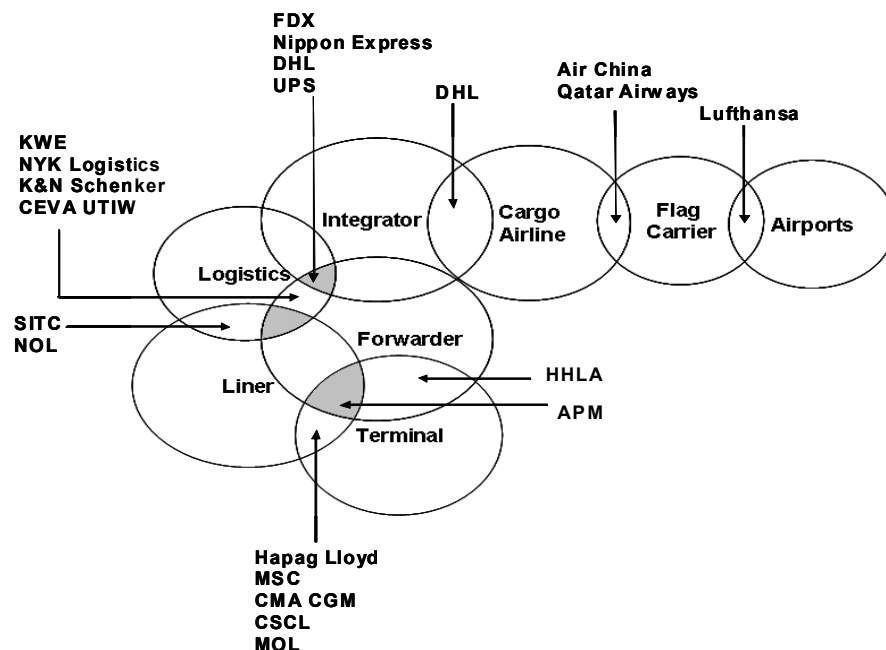 FDX
Nippon Express
DHL
UPS
DHL
Air China
Qatar Airways
Lufthansa
KWE
NYK Logistics
K&N Schenker
CEVA UTIW
Integrator
Cargo
Airline
Flag
Carrier
Airports
Logistics
SITC
NOL
Forwarder
Liner
HHLA
APM
Terminal
Hapag Lloyd
MSC
CMA CGM
CSCL
MOL